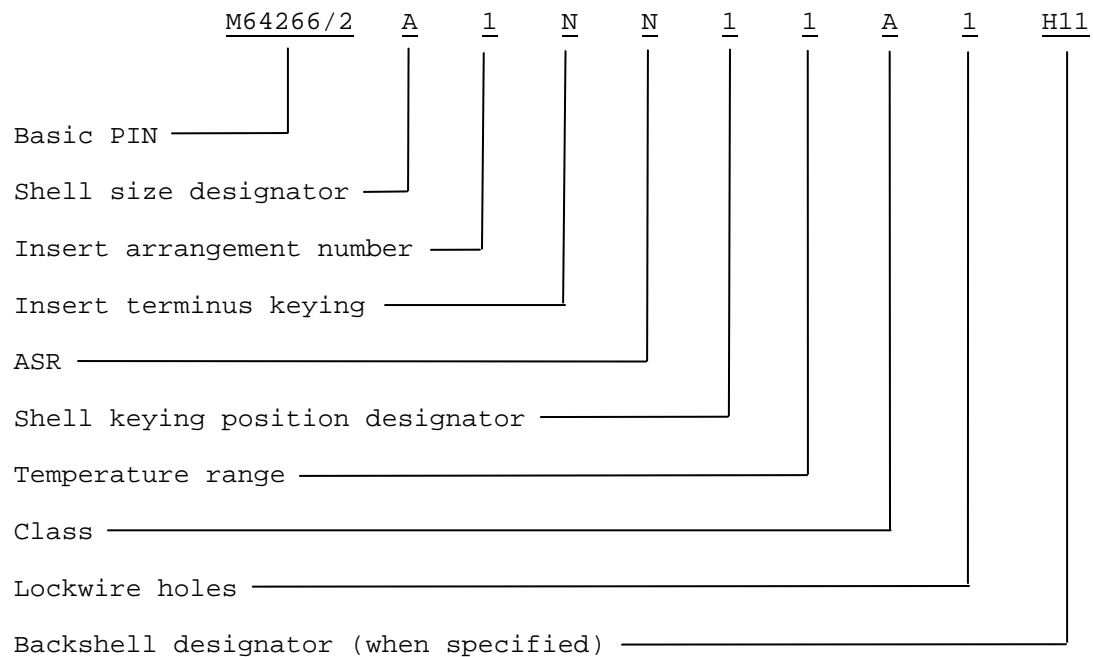 M64266/2 A 1 N N 1 1 A 1 H11
Basic PIN
Shell size designator
Insert arrangement number
Insert terminus keying
ASR
Shell keying position designator
Temperature range
Class
Lockwire holes
Backshell designator (when specified)